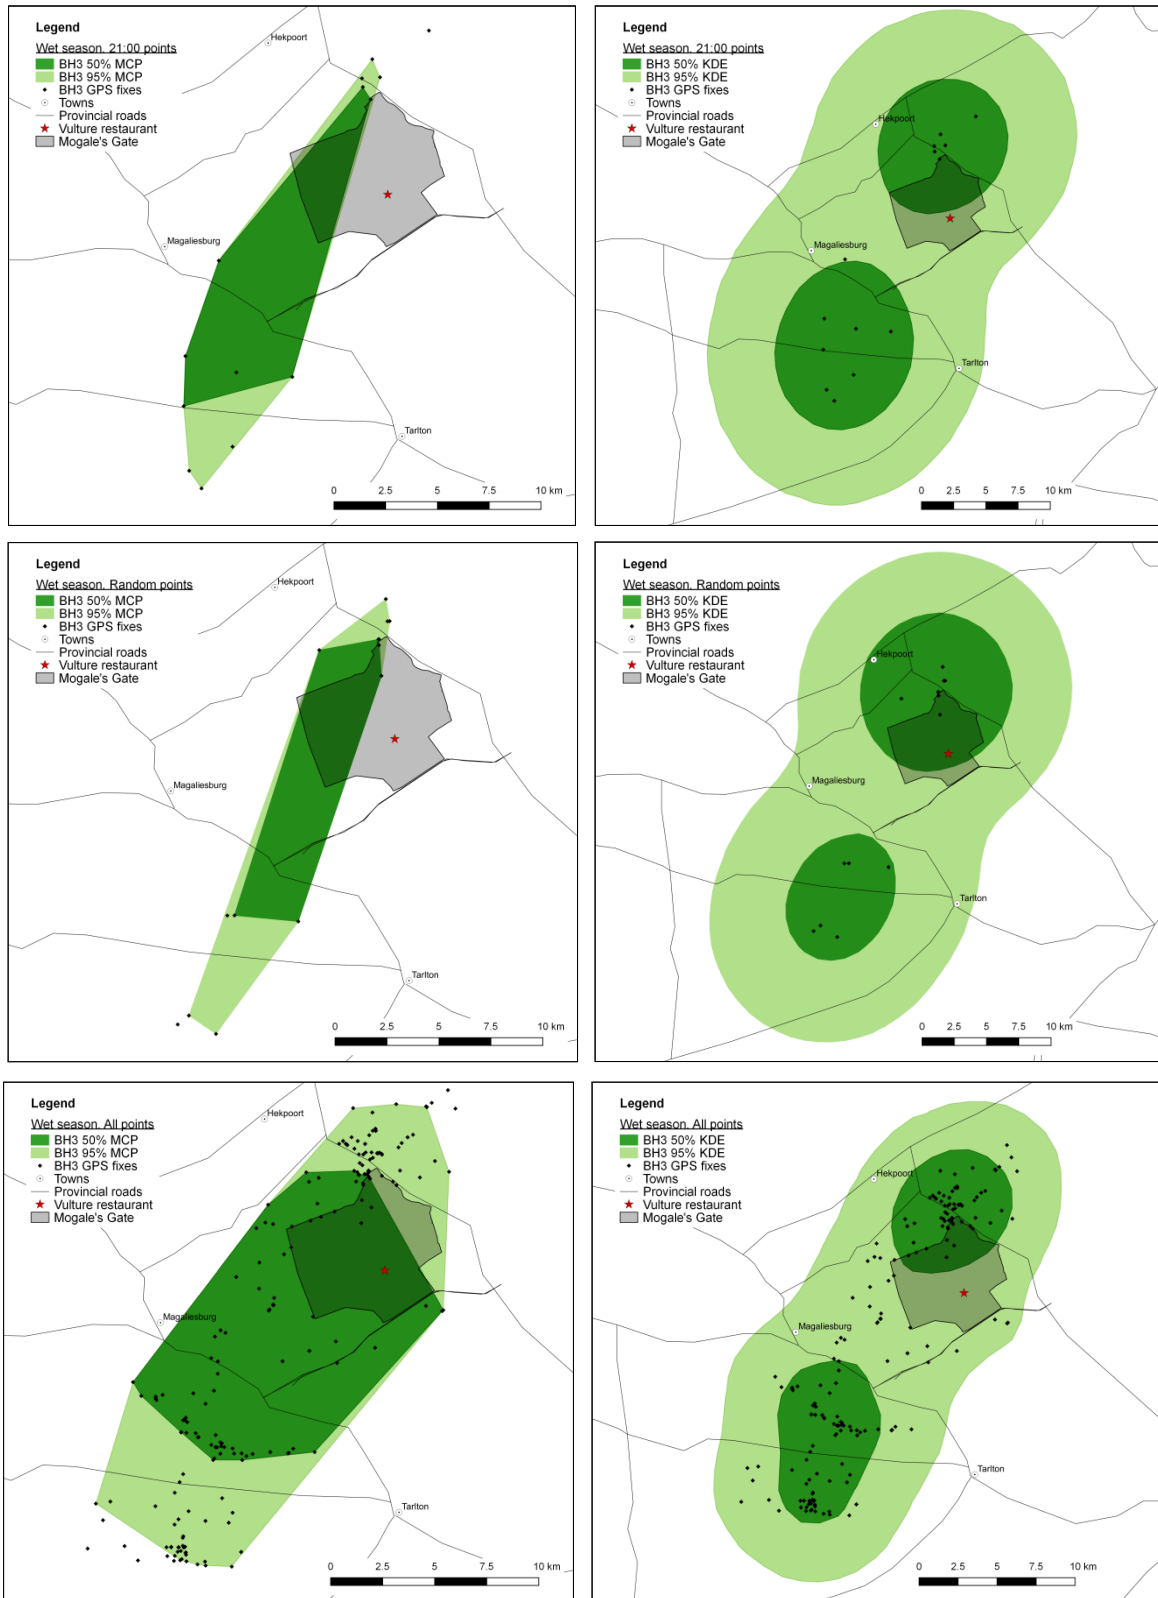 Legend
Wet season, 21:00 points
BH3 50% MCP
BH3 95% MCP
BH3 GPS fixes
Towns
Provincial roads
Vulture restaurant
Mogale's Gate
Hekpoort
Magaliesburg
Tarlton
0 2.5 5 7.5 10 km
Legend
Wet season, 21:00 points
BH3 50% KDE
BH3 95% KDE
BH3 GPS fixes
Towns
Provincial roads
Vulture restaurant
Mogale's Gate
Hekpoort
Magaliesburg
Tarlton
0 2.5 5 7.5 10 km
Legend
Wet season, Random points
BH3 50% MCP
BH3 95% MCP
BH3 GPS fixes
Towns
Provincial roads
Vulture restaurant
Mogale's Gate
Hekpoort
Magaliesburg
Tarlton
0 2.5 5 7.5 10 km
Legend
Wet season, Random points
BH3 50% KDE
BH3 95% KDE
BH3 GPS fixes
Towns
Provincial roads
Vulture restaurant
Mogale's Gate
Hekpoort
Magaliesburg
Tarlton
0 2.5 5 7.5 10 km
Legend
Wet season, All points
BH3 50% MCP
BH3 95% MCP
BH3 GPS fixes
Towns
Provincial roads
Vulture restaurant
Mogale's Gate
Hekpoort
Magaliesburg
Tarlton
0 2.5 5 7.5 10 km
Legend
Wet season, All points
BH3 50% KDE
BH3 95% KDE
BH3 GPS fixes
Towns
Provincial roads
Vulture restaurant
Mogale's Gate
Hekpoort
Magaliesburg
Tarlton
0 2.5 5 7.5 10 km